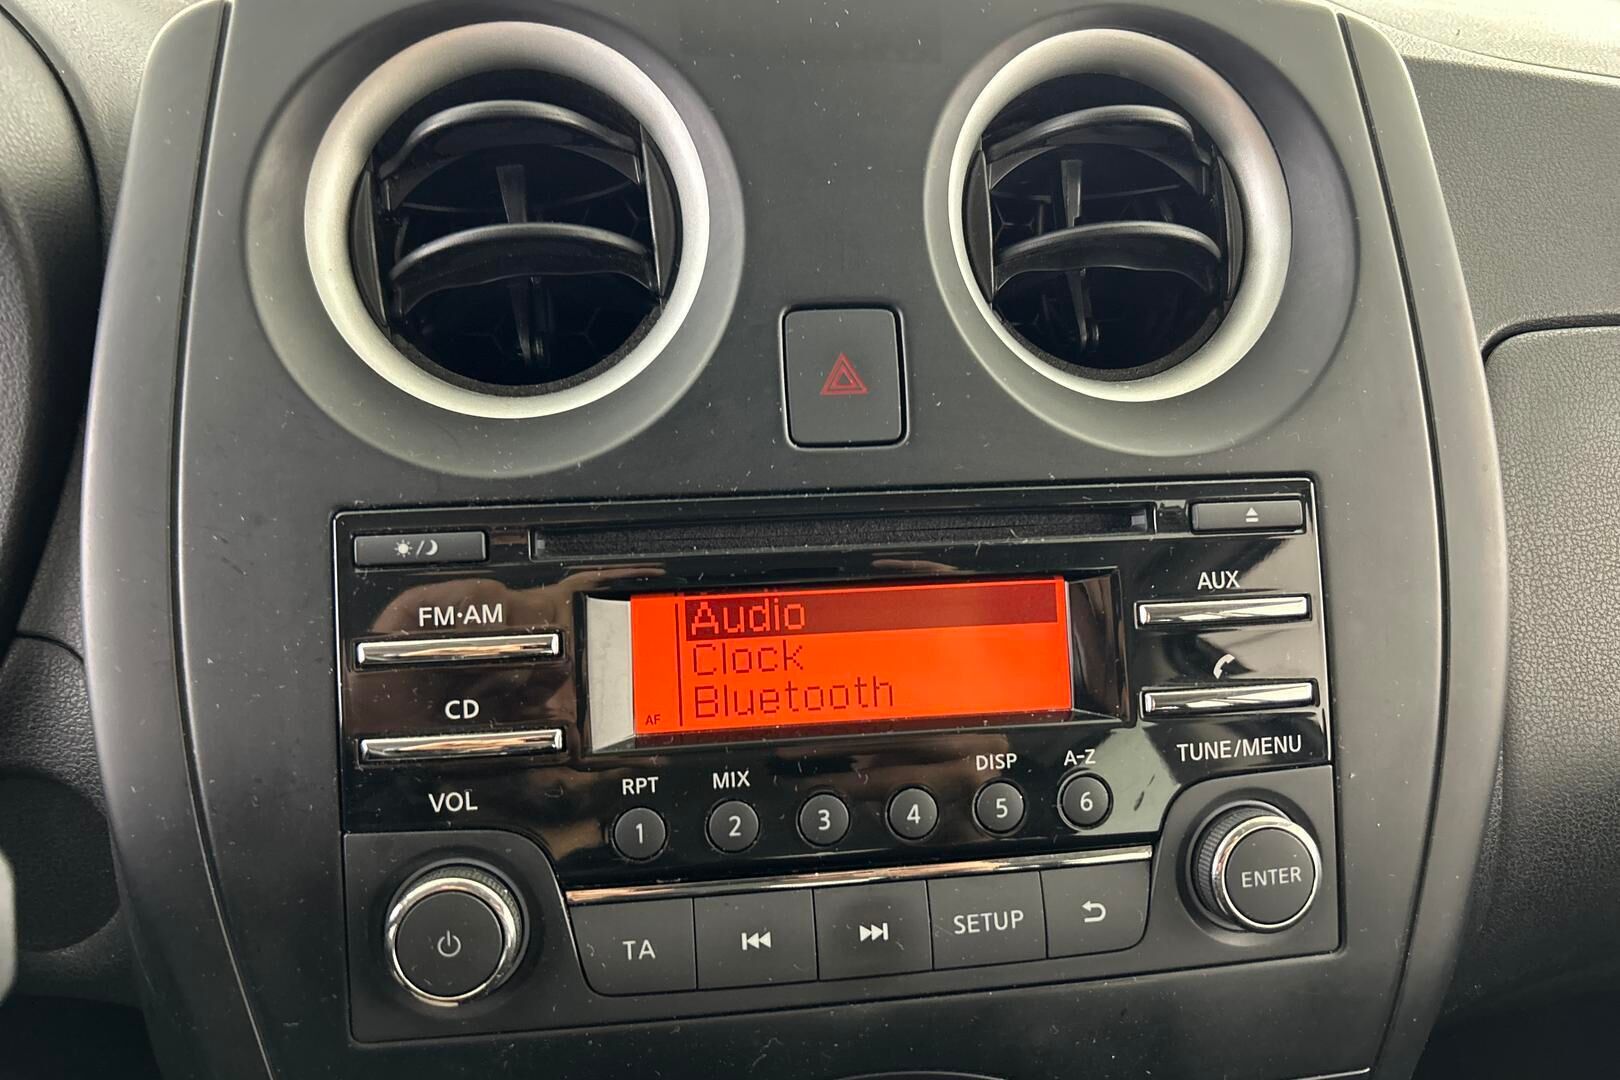 FM·AM
CD
VOL
Audio
Clock
Bluetooth
AF
AUX
TUNE/MENU
RPT
MIX
DISP
A-Z
1
2
3
4
5
6
TA
SETUP
ENTER